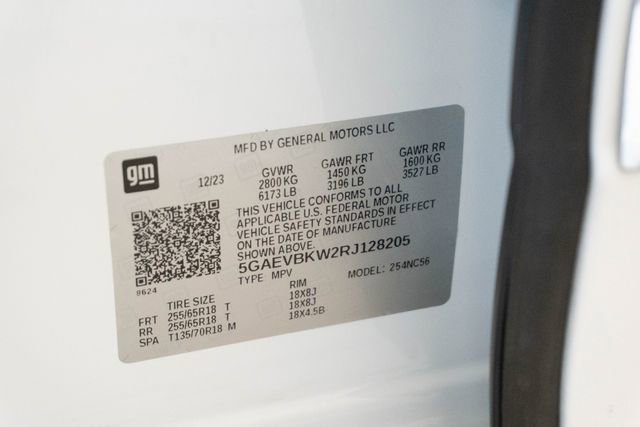 MFD BY GENERAL MOTORS LLC
gm
12/23
GVWR GAWR FRT GAWR RR
2800 KG 1450 KG 1600 KG
6173 LB 3196 LB 3527 LB
THIS VEHICLE CONFORMS TO ALL
APPLICABLE U.S. FEDERAL MOTOR
VEHICLE SAFETY STANDARDS IN EFFECT
ON THE DATE OF MANUFACTURE
SHOWN ABOVE.
5GAEVBKW2RJ128205
TYPE MPV MODEL: 254NC56
8624
TIRE SIZE RIM
FRT 255/65R18 T 18X8J
RR 255/65R18 T 18X8J
SPA T135/70R18 M 18X4.5B